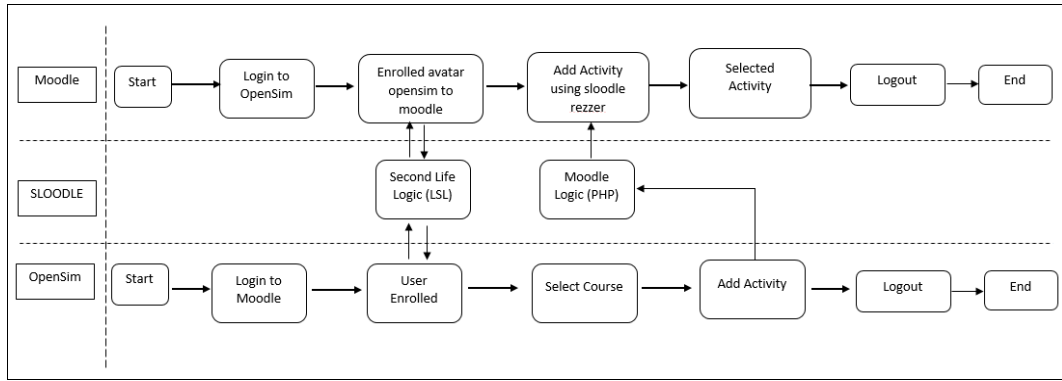 Moodle
Start
Login to
OpenSim
Enrolled avatar
opensim to
moodle
Add Activity
using sloodle
rezzer
Selected
Activity
Logout
End
SLOODLE
Second Life
Logic (LSL)
Moodle
Logic (PHP)
OpenSim
Start
Login to
Moodle
User
Enrolled
Select Course
Add Activity
Logout
End